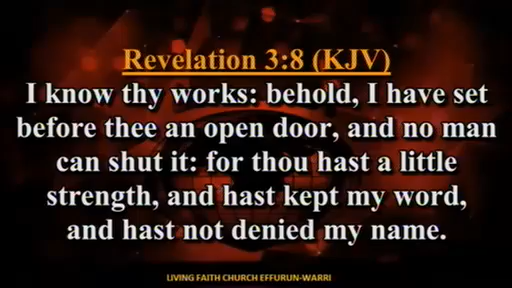 Revelation 3:8 (KJV)
I know thy works: behold, I have set
before thee an open door, and no man
can shut it: for thou hast a little
strength, and hast kept my word,
and hast not denied my name.
LIVING FAITH CHURCH EFFURUN-WARRI